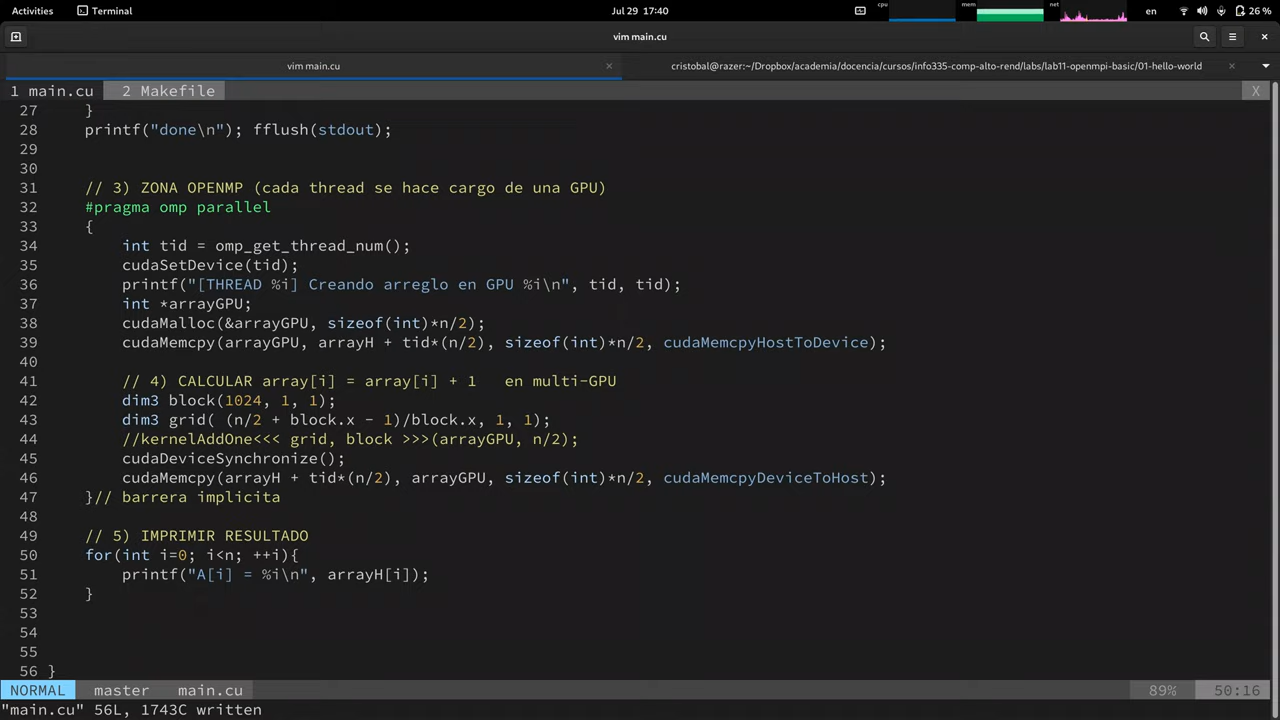 Activities Terminal Jul 29 17:40 cpu mem net en 26 %
vim main.cu
vim main.cu × cristobal@razer:~/Dropbox/academia/docencia/cursos/info335-comp-alto-rend/labs/lab11-openmpi-basic/01-hello-world ×
1 main.cu 2 Makefile X
27 }
28 printf("done\n"); fflush(stdout);
29
30
31 // 3) ZONA OPENMP (cada thread se hace cargo de una GPU)
32 #pragma omp parallel
33 {
34 int tid = omp_get_thread_num();
35 cudaSetDevice(tid);
36 printf("[THREAD %i] Creando arreglo en GPU %i\n", tid, tid);
37 int *arrayGPU;
38 cudaMalloc(&arrayGPU, sizeof(int)*n/2);
39 cudaMemcpy(arrayGPU, arrayH + tid*(n/2), sizeof(int)*n/2, cudaMemcpyHostToDevice);
40
41 // 4) CALCULAR array[i] = array[i] + 1 en multi-GPU
42 dim3 block(1024, 1, 1);
43 dim3 grid( (n/2 + block.x - 1)/block.x, 1, 1);
44 //kernelAddOne<<< grid, block >>>(arrayGPU, n/2);
45 cudaDeviceSynchronize();
46 cudaMemcpy(arrayH + tid*(n/2), arrayGPU, sizeof(int)*n/2, cudaMemcpyDeviceToHost);
47 }// barrera implicita
48
49 // 5) IMPRIMIR RESULTADO
50 for(int i=0; i<n; ++i){
51 printf("A[i] = %i\n", arrayH[i]);
52 }
53
54
55
56 }
NORMAL master main.cu 89% 50:16
"main.cu" 56L, 1743C written